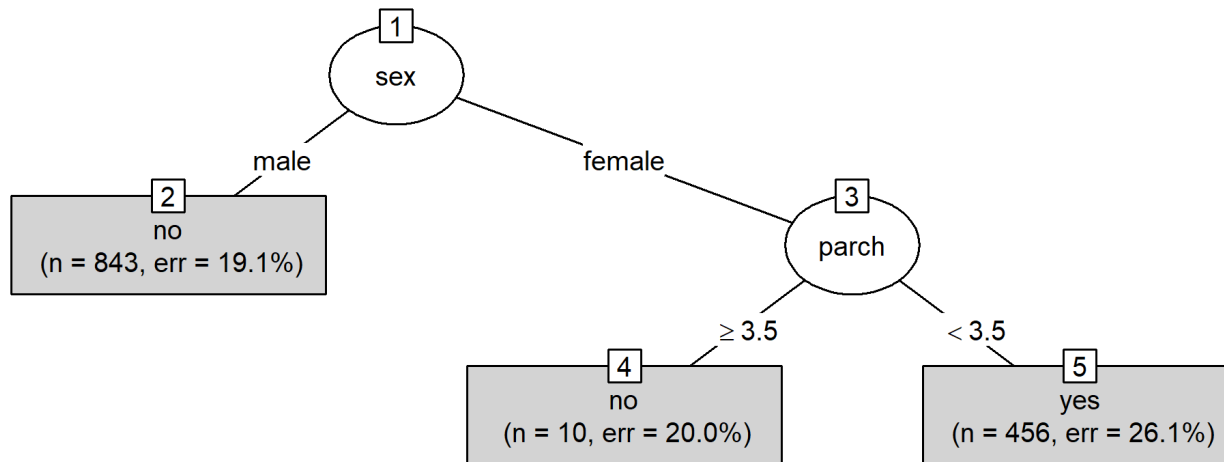 1
sex
male
female
2
no
(n = 843, err = 19.1%)
3
parch
≥ 3.5
< 3.5
4
no
(n = 10, err = 20.0%)
5
yes
(n = 456, err = 26.1%)